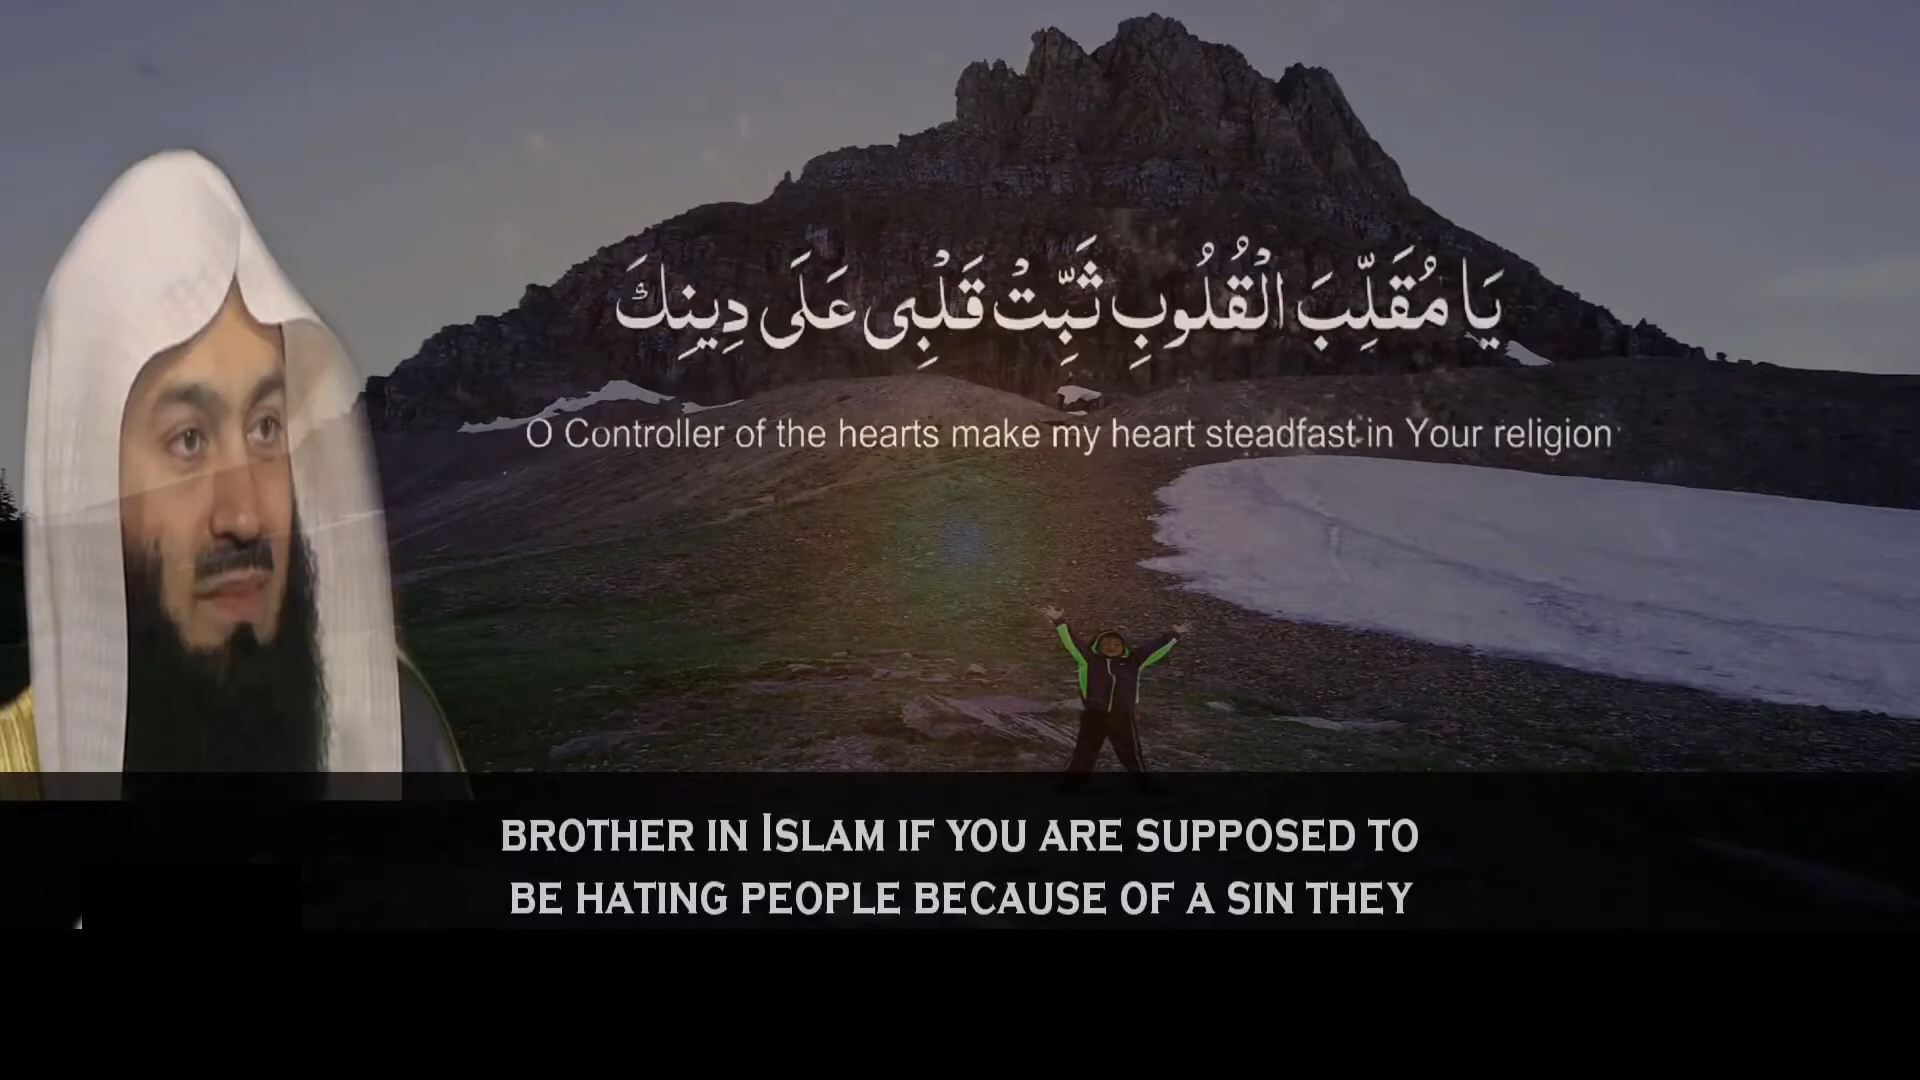 يَا مُقَلِّبَ الْقُلُوبِ ثَبِّتْ قَلْبِي عَلَى دِينِكَ
O Controller of the hearts make my heart steadfast in Your religion
BROTHER IN ISLAM IF YOU ARE SUPPOSED TO
BE HATING PEOPLE BECAUSE OF A SIN THEY